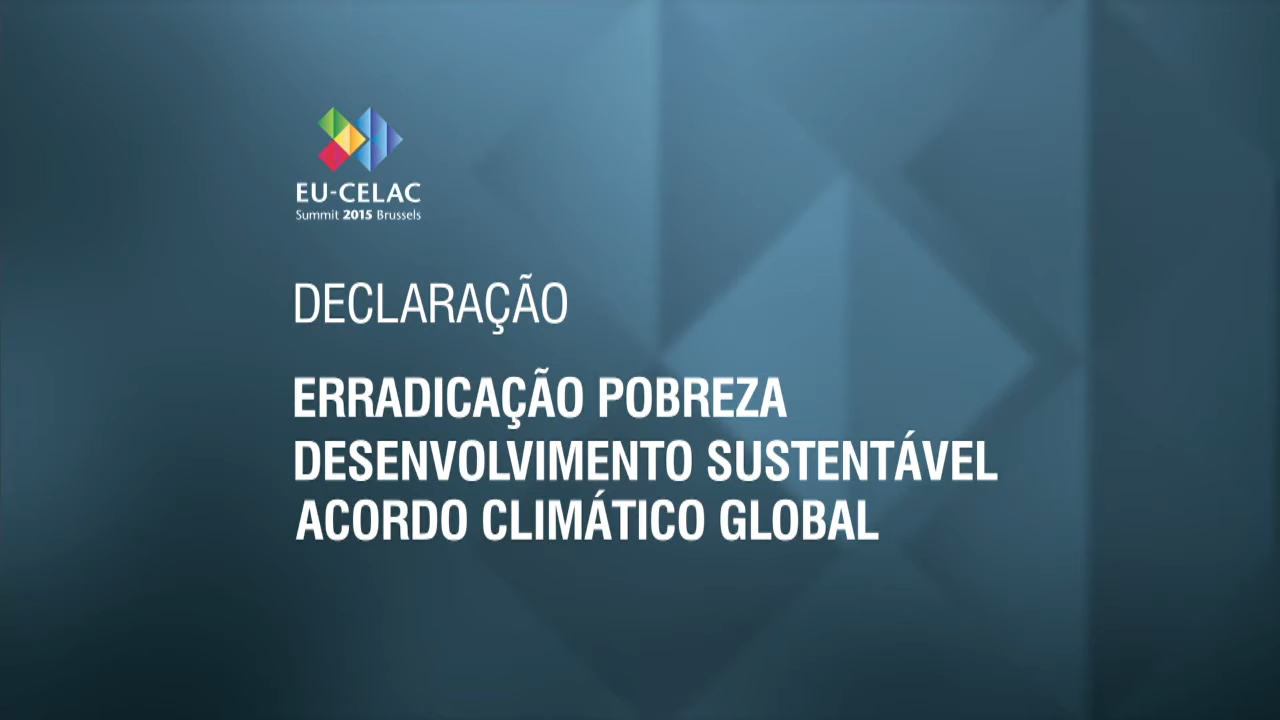 EU-CELAC
Summit 2015 Brussels
DECLARAÇÃO
ERRADICAÇÃO POBREZA
DESENVOLVIMENTO SUSTENTÁVEL
ACORDO CLIMÁTICO GLOBAL